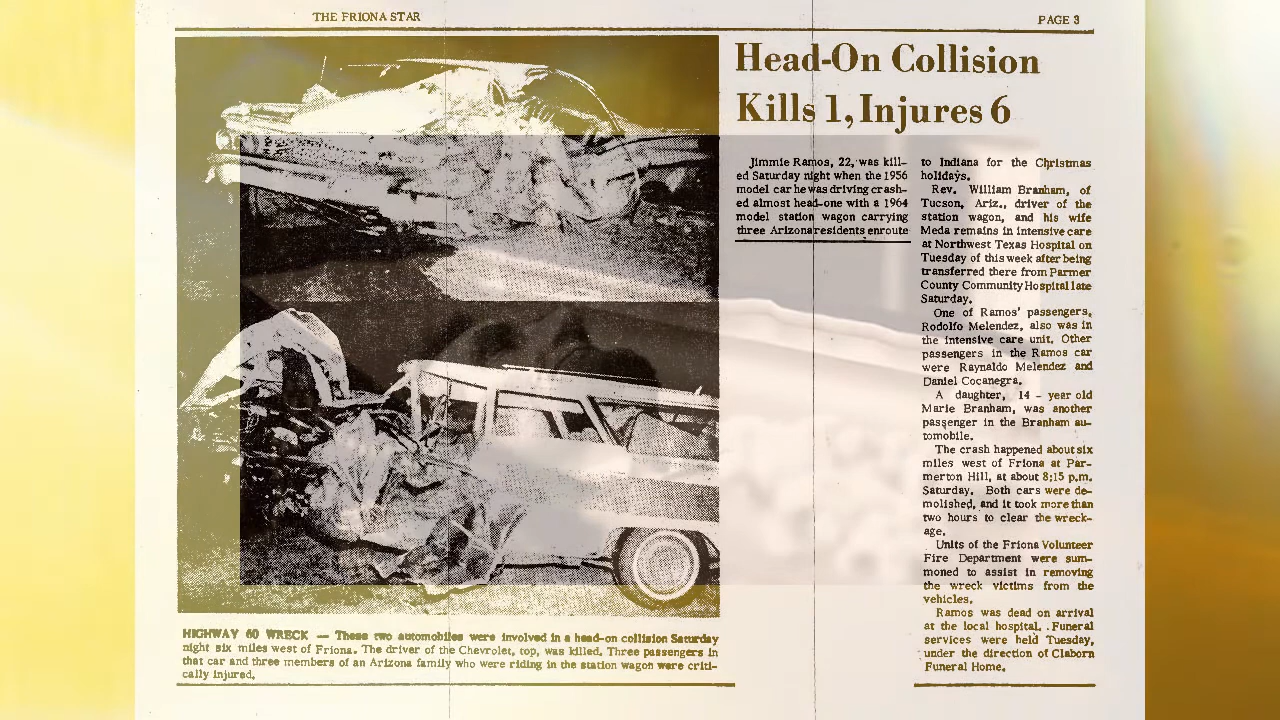 THE FRIONA STAR
PAGE 3
Head-On Collision
Kills 1, Injures 6
Jimmie Ramos, 22, was kill-
ed Saturday night when the 1956
model car he was driving crash-
ed almost head-one with a 1964
model station wagon carrying
three Arizona residents enroute
to Indiana for the Christmas
holidays.
Rev. William Branham, of
Tucson, Ariz., driver of the
station wagon, and his wife
Meda remains in intensive care
at Northwest Texas Hospital on
Tuesday of this week after being
transferred there from Parmer
County Community Hospital late
Saturday.
One of Ramos' passengers,
Rodolfo Melendez, also was in
the intensive care unit. Other
passengers in the Ramos car
were Raynaldo Melendez and
Daniel Cocanegra.
A daughter, 14 - year old
Marie Branham, was another
passenger in the Branham au-
tomobile.
The crash happened about six
miles west of Friona at Par-
merton Hill, at about 8:15 p.m.
Saturday. Both cars were de-
molished, and it took more than
two hours to clear the wreck-
age.
Units of the Friona Volunteer
Fire Department were sum-
moned to assist in removing
the wreck victims from the
vehicles.
Ramos was dead on arrival
at the local hospital. Funeral
services were held Tuesday,
under the direction of Claborn
Funeral Home.
HIGHWAY 60 WRECK — These two automobiles were involved in a head-on collision Saturday
night six miles west of Friona. The driver of the Chevrolet, top, was killed. Three passengers in
that car and three members of an Arizona family who were riding in the station wagon were criti-
cally injured.